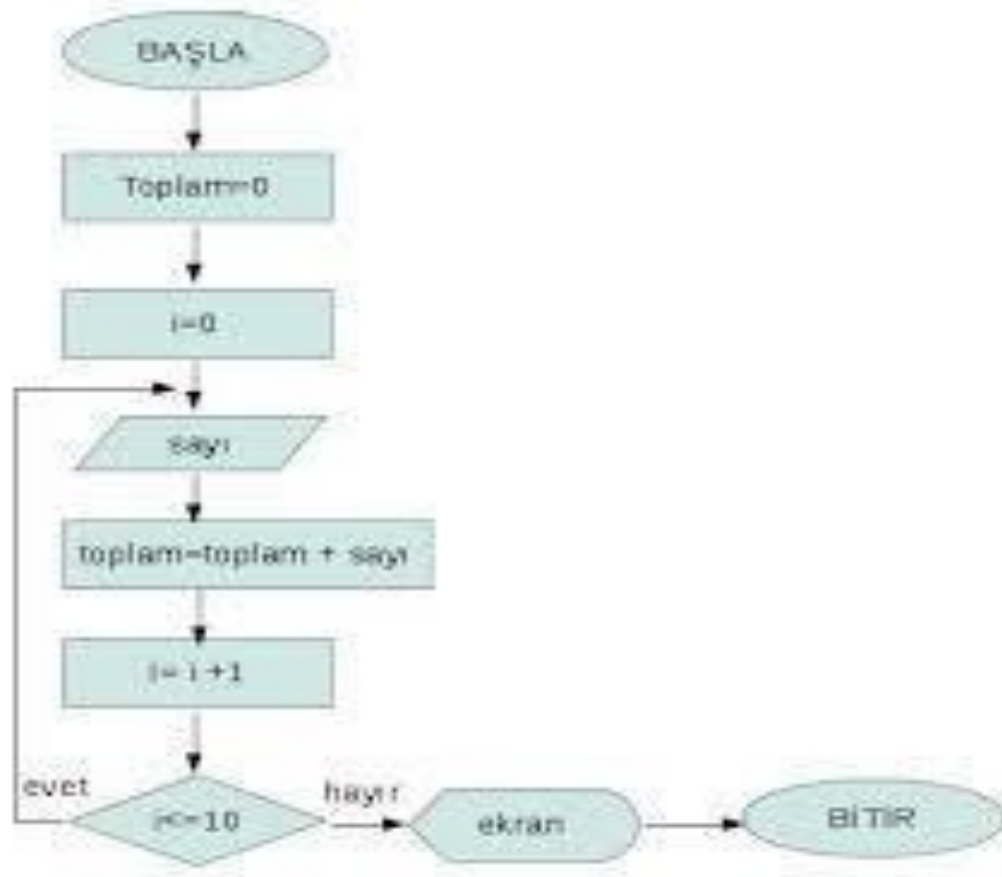 BAŞLA
Toplam=0
i=0
sayı
toplam=toplam + sayı
i= i +1
evet
i<=10
hayır
ekran
BİTİR